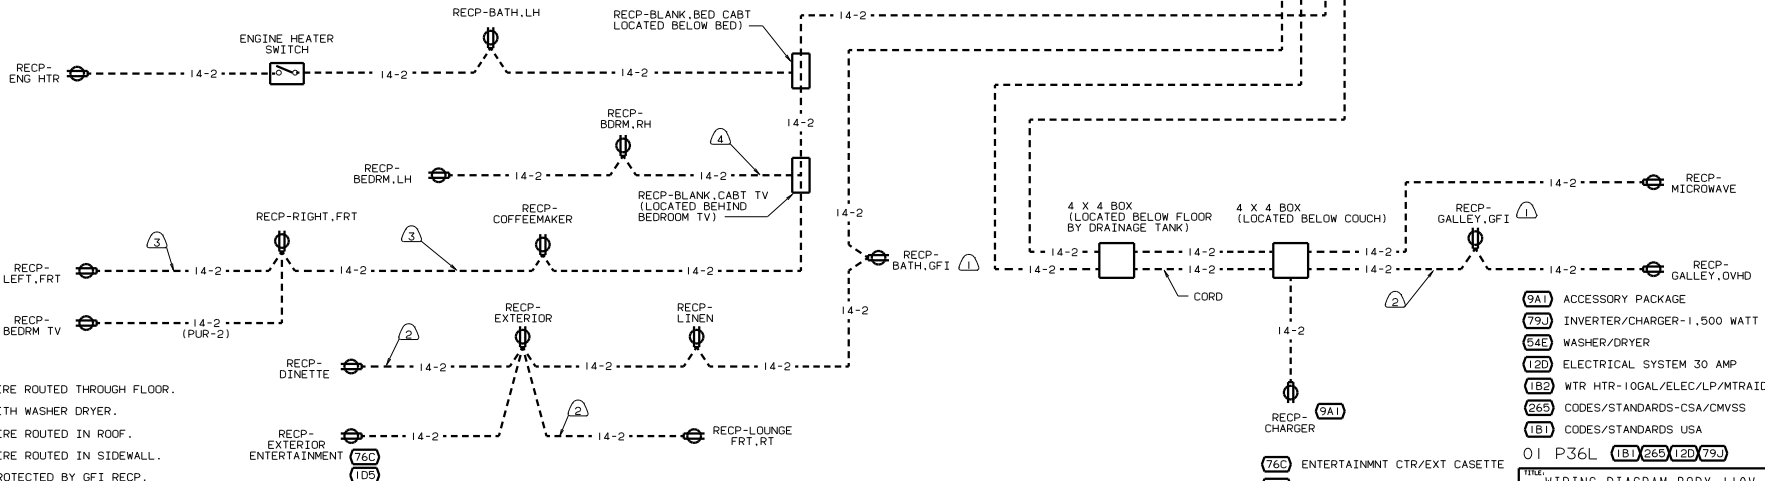 RECP-BATH,LH
RECP-BLANK,BED CABT
LOCATED BELOW BED)
14-2
ENGINE HEATER
SWITCH
RECP-
ENG HTR
14-2
14-2
14-2
RECP-
BDRM,RH
14-2
4
RECP-
BEDRM,LH
14-2
14-2
RECP-BLANK,CABT TV
(LOCATED BEHIND
BEDROOM TV)
RECP-RIGHT,FRT
RECP-
COFFEEMAKER
3
3
RECP-
LEFT,FRT
14-2
14-2
14-2
RECP-
BEDRM TV
14-2
(PUR-2)
14-2
RECP-
BATH,GFI
1
14-2
RECP-
EXTERIOR
RECP-
LINEN
2
RECP-
DINETTE
14-2
14-2
14-2
2
RECP-
EXTERIOR
ENTERTAINMENT
76C
1D5
14-2
14-2
RECP-LOUNGE
FRT,RT
4 X 4 BOX
(LOCATED BELOW FLOOR
BY DRAINAGE TANK)
4 X 4 BOX
(LOCATED BELOW COUCH)
RECP-
GALLEY,GFI
1
14-2
RECP-
MICROWAVE
14-2
14-2
14-2
14-2
14-2
14-2
14-2
RECP-
GALLEY,OVHD
CORD
2
14-2
RECP-
CHARGER
9A1
9A1 ACCESSORY PACKAGE
79J INVERTER/CHARGER-1,500 WATT
54E WASHER/DRYER
12D ELECTRICAL SYSTEM 30 AMP
1B2 WTR HTR-10GAL/ELEC/LP/MTRAID
265 CODES/STANDARDS-CSA/CMVSS
1B1 CODES/STANDARDS USA
01 P36L 1B1 265 12D 79J
76C ENTERTAINMNT CTR/EXT CASETTE
TITLE:
WIRING DIAGRAM BODY 110V
ERE ROUTED THROUGH FLOOR.
ITH WASHER DRYER.
ERE ROUTED IN ROOF.
ERE ROUTED IN SIDEWALL.
ROTECTED BY GFI RECP.